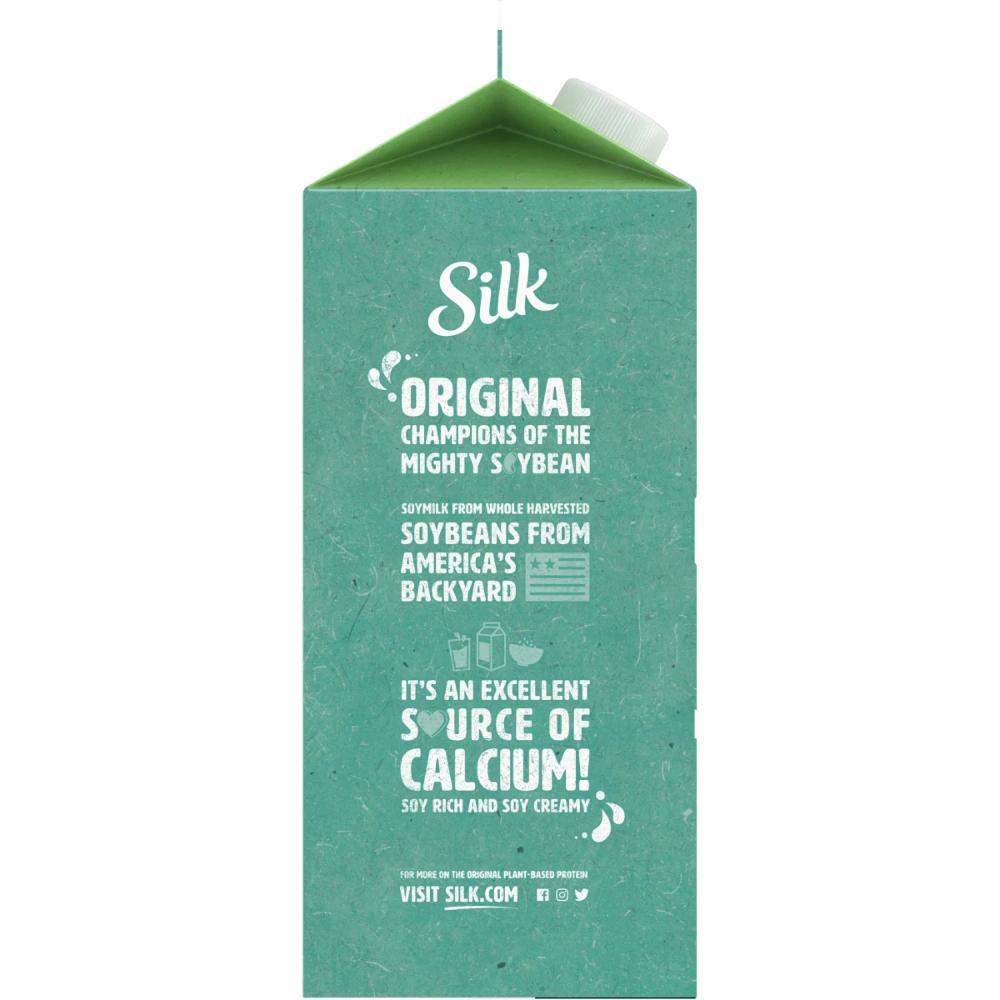 Silk
ORIGINAL
CHAMPIONS OF THE
MIGHTY SOYBEAN
SOYMILK FROM WHOLE HARVESTED
SOYBEANS FROM
AMERICA'S
BACKYARD
IT'S AN EXCELLENT
SOURCE OF
CALCIUM!
SOY RICH AND SOY CREAMY
FOR MORE ON THE ORIGINAL PLANT-BASED PROTEIN
VISIT SILK.COM